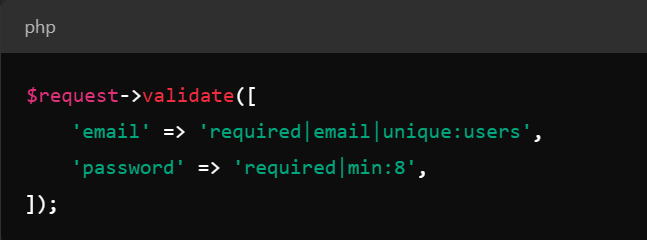 php
$request->validate([
    'email' => 'required|email|unique:users',
    'password' => 'required|min:8',
]);